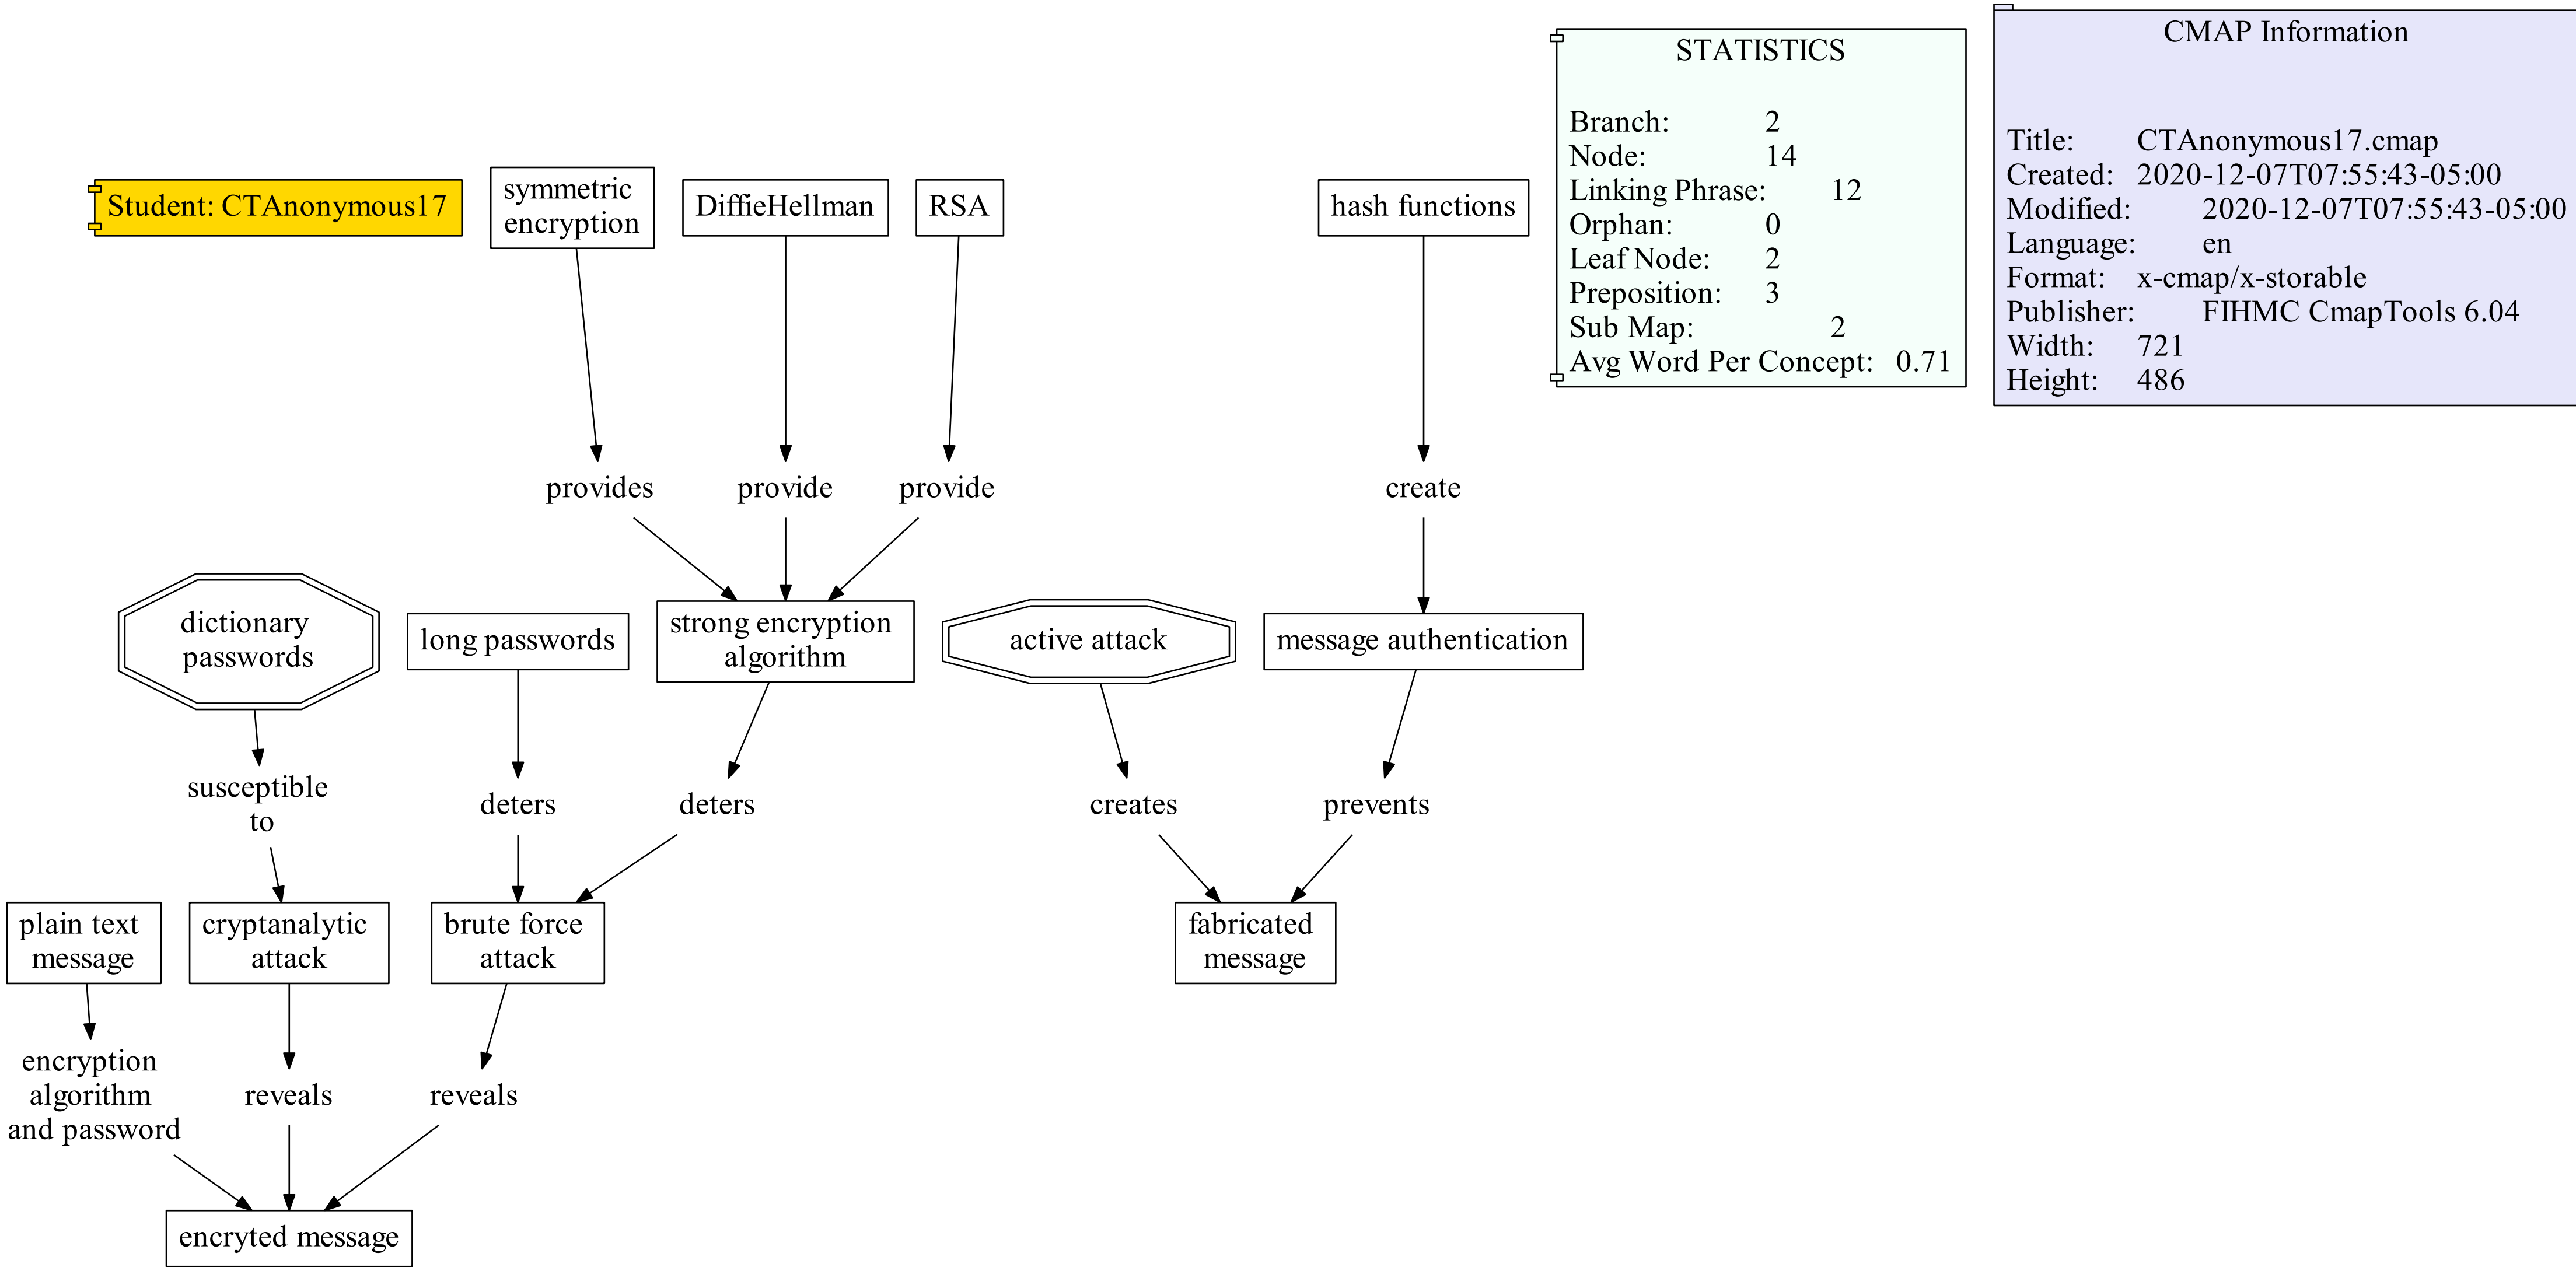 Student: CTAnonymous17
symmetric
encryption
DiffieHellman
RSA
hash functions
STATISTICS
Branch: 2
Node: 14
Linking Phrase: 12
Orphan: 0
Leaf Node: 2
Preposition: 3
Sub Map: 2
Avg Word Per Concept: 0.71
CMAP Information
Title: CTAnonymous17.cmap
Created: 2020-12-07T07:55:43-05:00
Modified: 2020-12-07T07:55:43-05:00
Language: en
Format: x-cmap/x-storable
Publisher: FIHMC CmapTools 6.04
Width: 721
Height: 486
provides
provide
provide
create
dictionary
passwords
long passwords
strong encryption
algorithm
active attack
message authentication
susceptible
to
deters
deters
creates
prevents
plain text
message
cryptanalytic
attack
brute force
attack
fabricated
message
encryption
algorithm
and password
reveals
reveals
encryted message